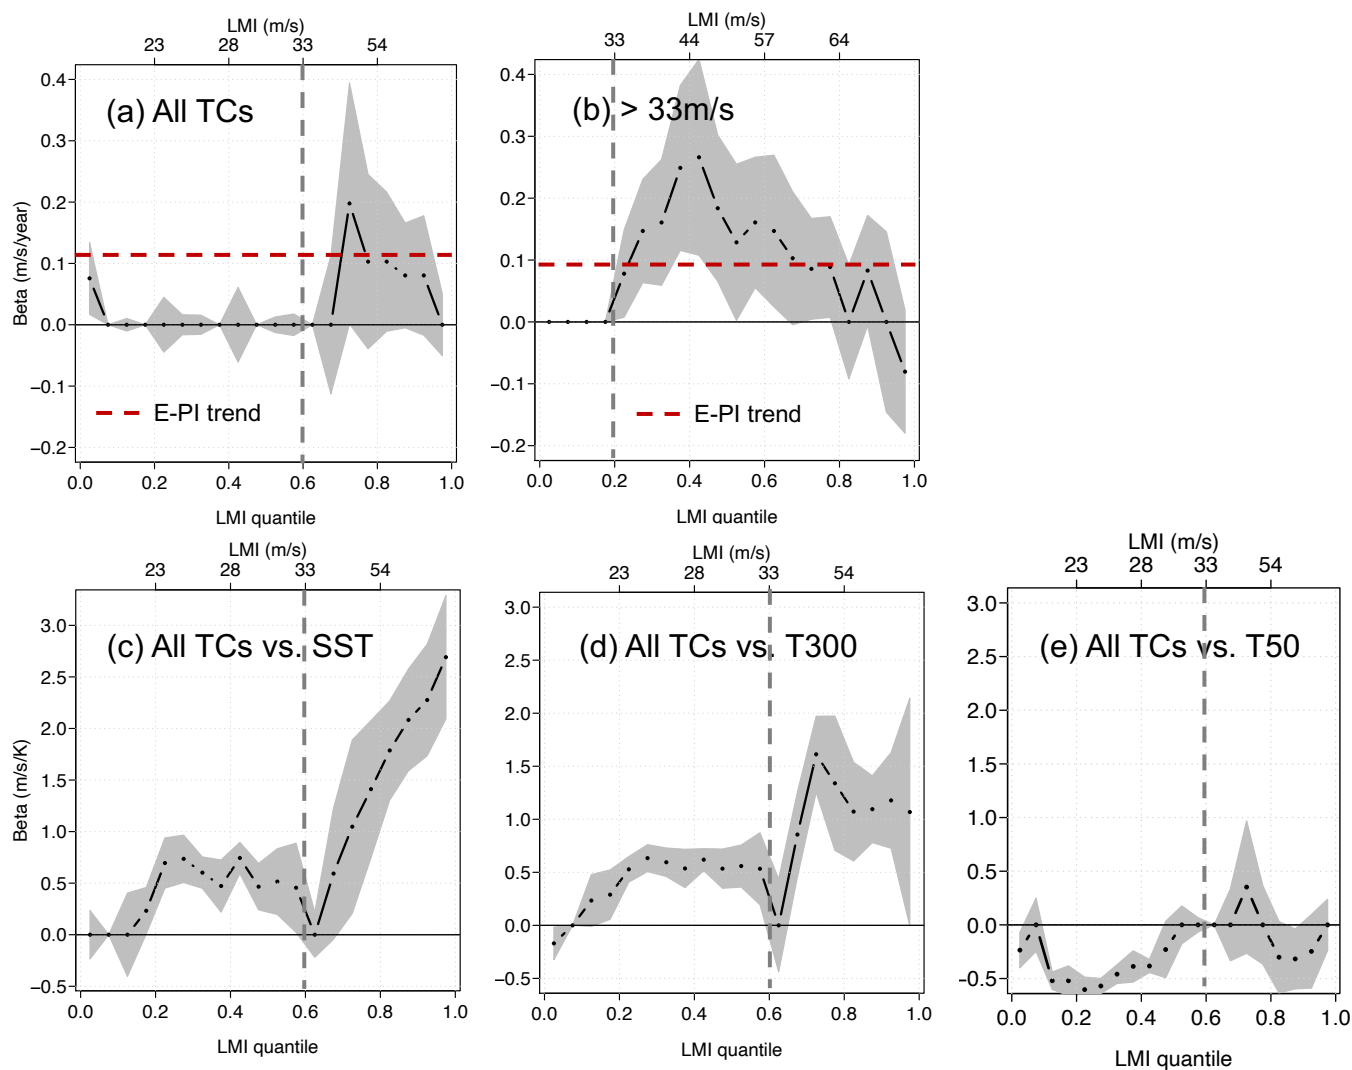 LMI (m/s)
23 28 33 54
0.4
0.3
0.2
0.1
0.0
−0.1
−0.2
Beta (m/s/year)
(a) All TCs
E-PI trend
0.0 0.2 0.4 0.6 0.8 1.0
LMI quantile
LMI (m/s)
33 44 57 64
0.4
0.3
0.2
0.1
0.0
−0.1
−0.2
(b) > 33m/s
E-PI trend
0.0 0.2 0.4 0.6 0.8 1.0
LMI quantile
LMI (m/s)
23 28 33 54
3.0
2.5
2.0
1.5
1.0
0.5
0.0
−0.5
Beta (m/s/K)
(c) All TCs vs. SST
0.0 0.2 0.4 0.6 0.8 1.0
LMI quantile
LMI (m/s)
23 28 33 54
3.0
2.5
2.0
1.5
1.0
0.5
0.0
−0.5
(d) All TCs vs. T300
0.0 0.2 0.4 0.6 0.8 1.0
LMI quantile
LMI (m/s)
23 28 33 54
3.0
2.5
2.0
1.5
1.0
0.5
0.0
−0.5
(e) All TCs vs. T50
0.0 0.2 0.4 0.6 0.8 1.0
LMI quantile